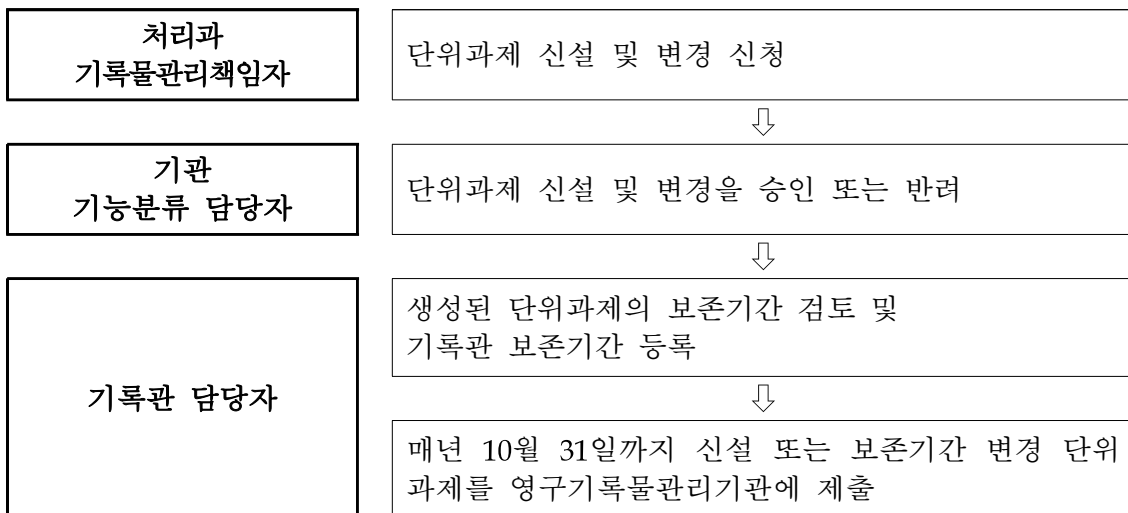 처리과
기록물관리책임자
단위과제 신설 및 변경 신청
기관
기능분류 담당자
단위과제 신설 및 변경을 승인 또는 반려
기록관 담당자
생성된 단위과제의 보존기간 검토 및
기록관 보존기간 등록
매년 10월 31일까지 신설 또는 보존기간 변경 단위
과제를 영구기록물관리기관에 제출